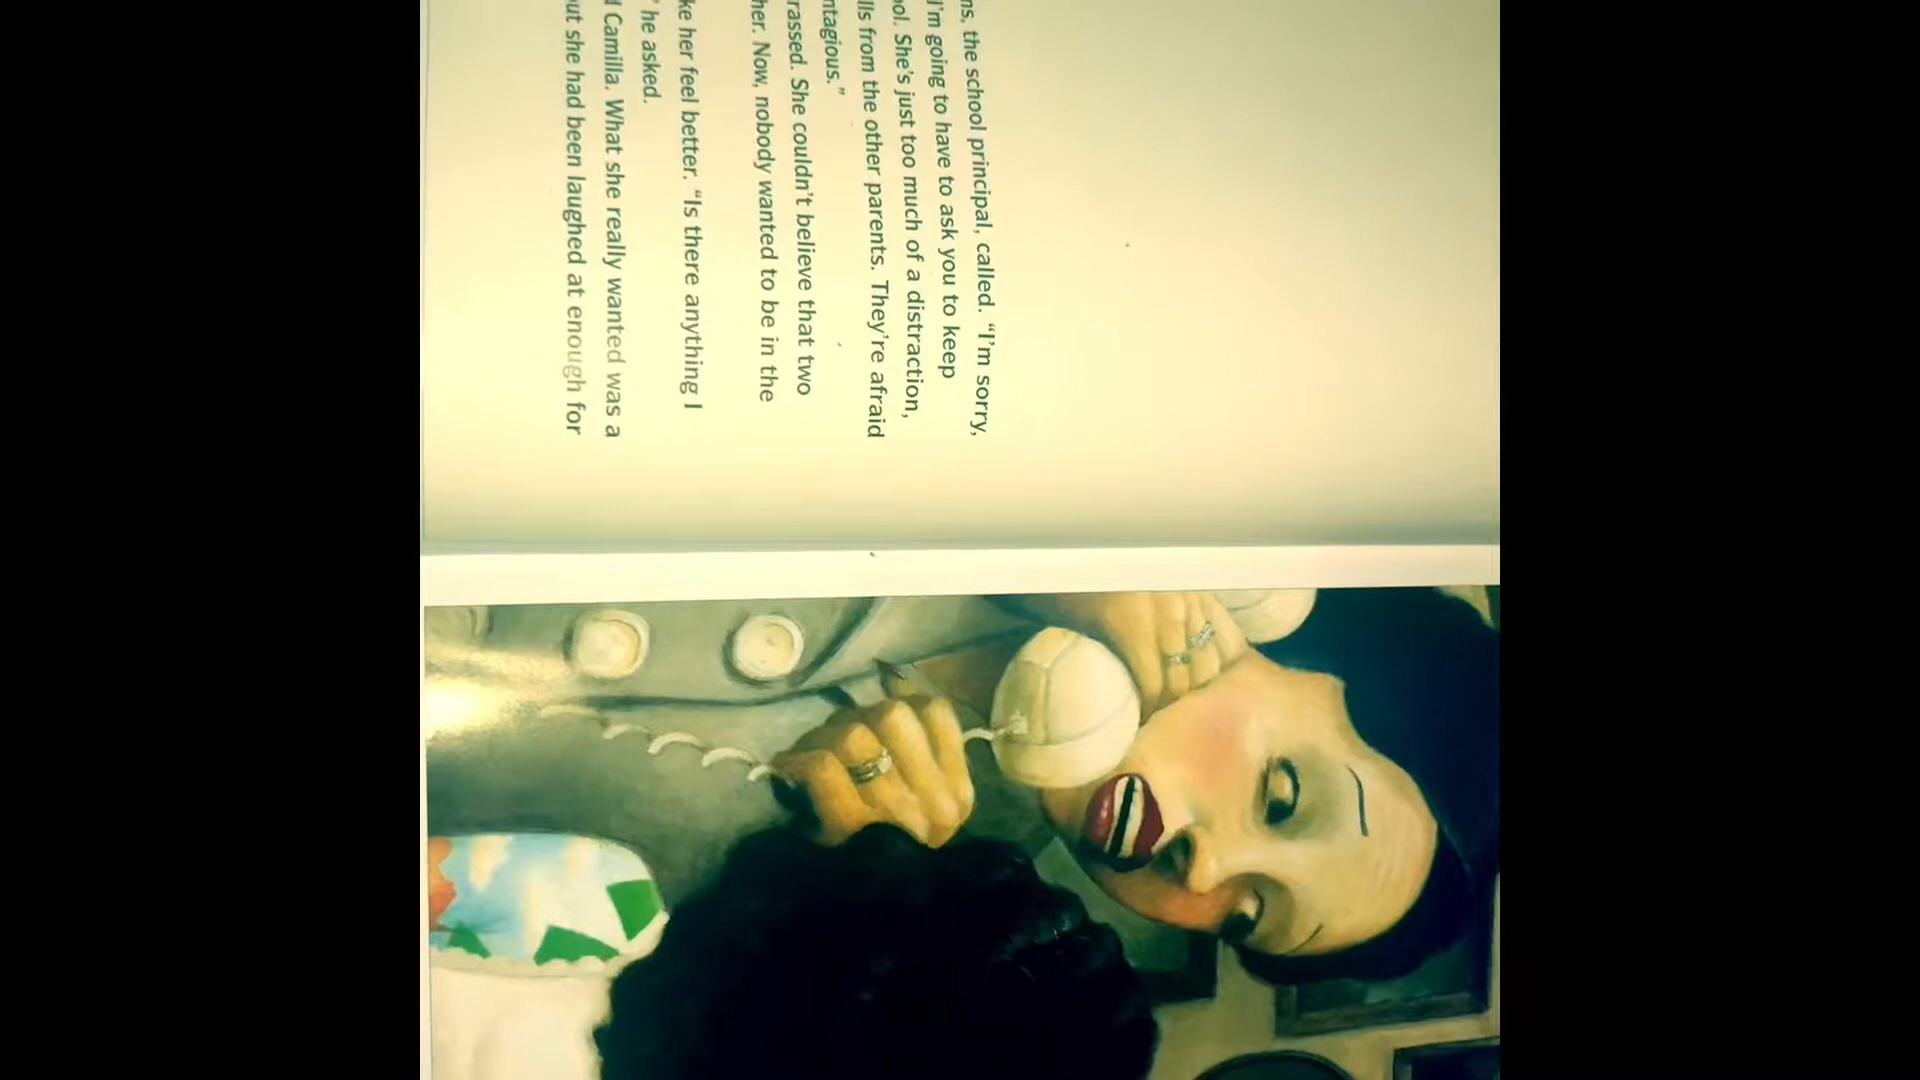 the school principal, called. “I’m sorry,
I’m going to have to ask you to keep
She’s just too much of a distraction,
from the other parents. They’re afraid
ntagious.”
rassed. She couldn’t believe that two
her. Now, nobody wanted to be in the
ke her feel better. “Is there anything I
” he asked.
Camilla. What she really wanted was a
ut she had been laughed at enough for